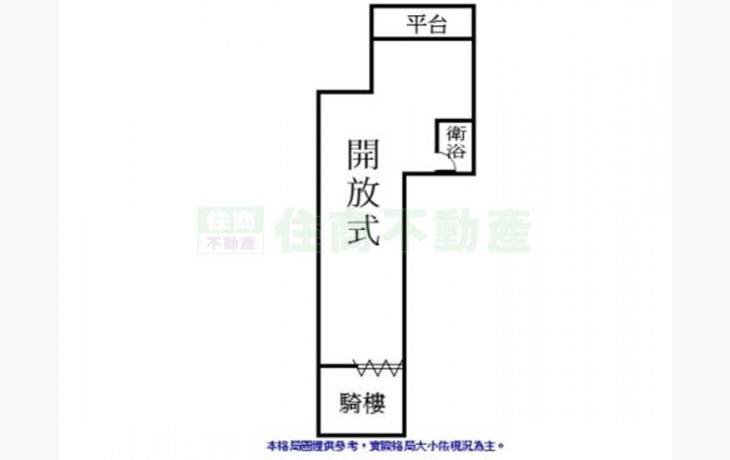 平台
衛浴
開放式
住商
不動產
住商不動產
騎樓
本格局圖僅供參考，實際格局大小依現況為主。